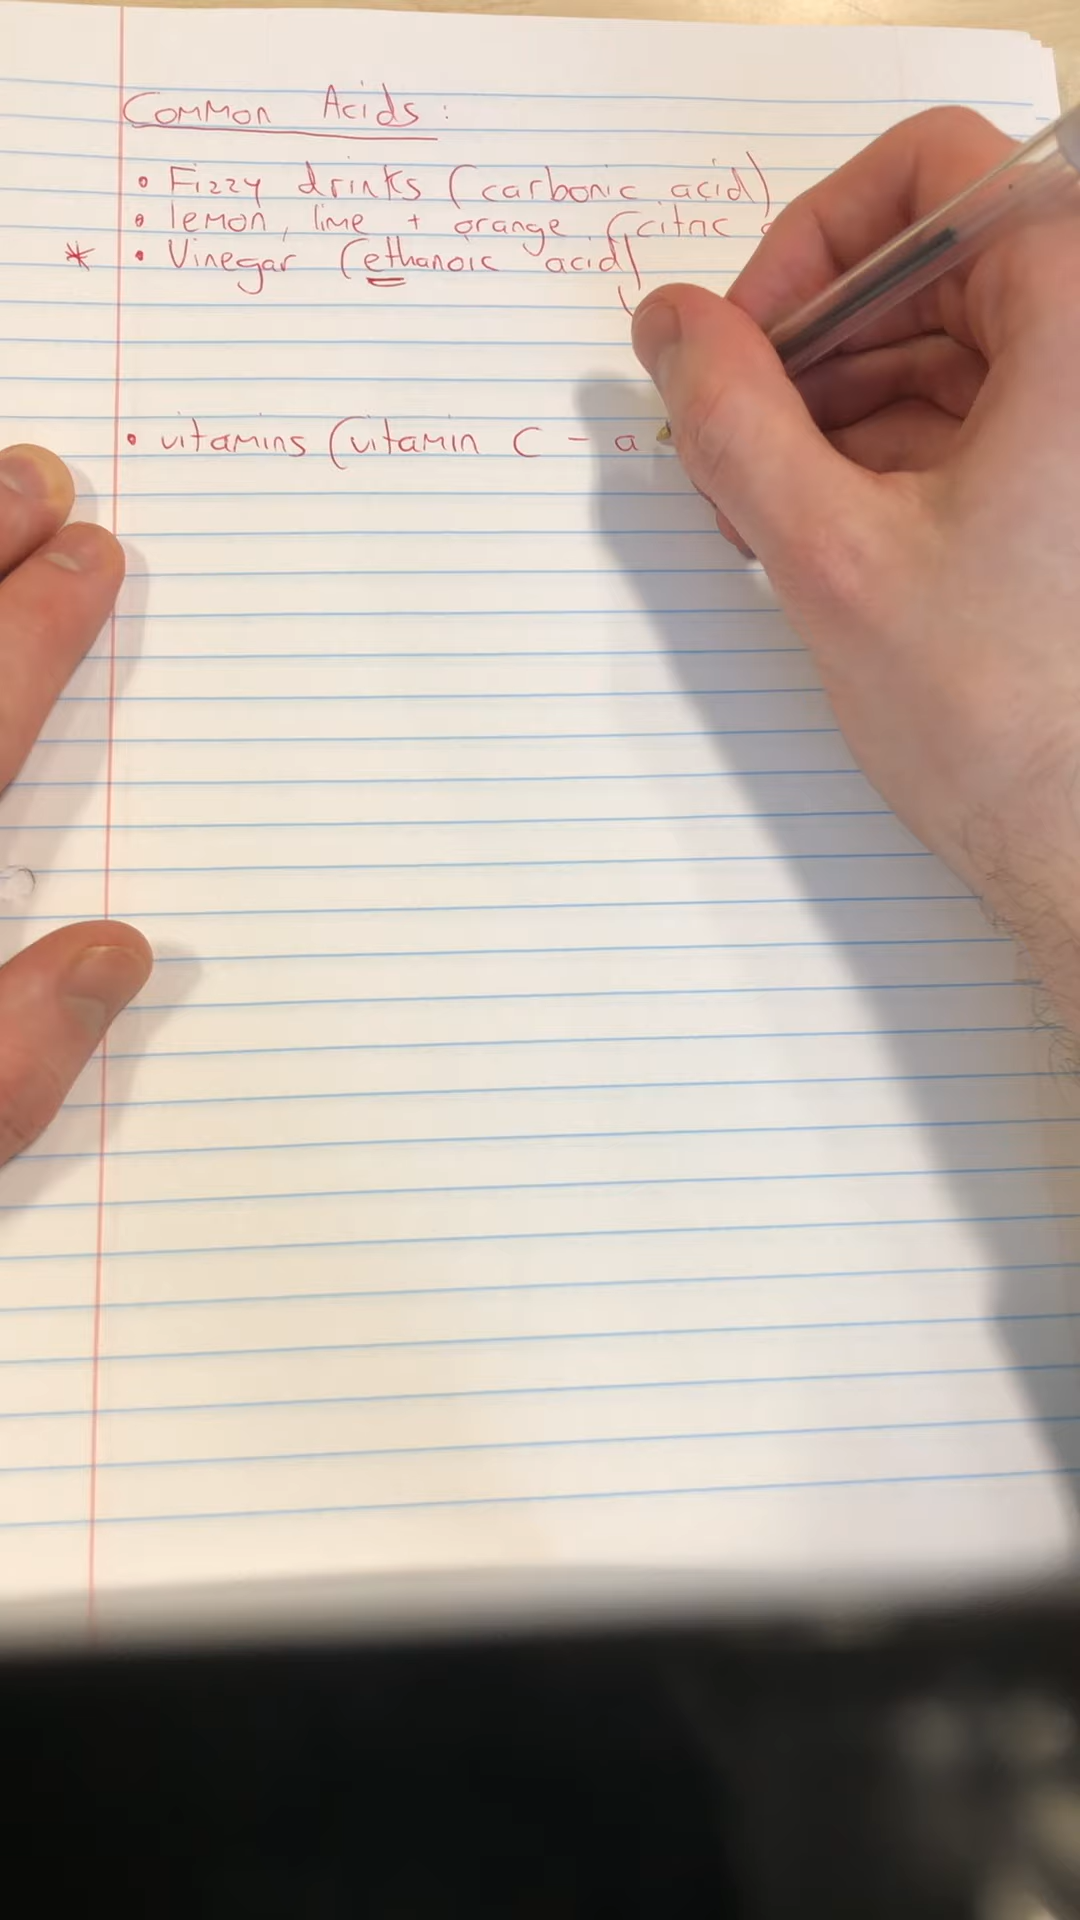 Common Acids:
• Fizzy drinks (carbonic acid)
• lemon, lime + orange (citric
* • Vinegar (ethanoic acid)
• vitamins (vitamin C - a